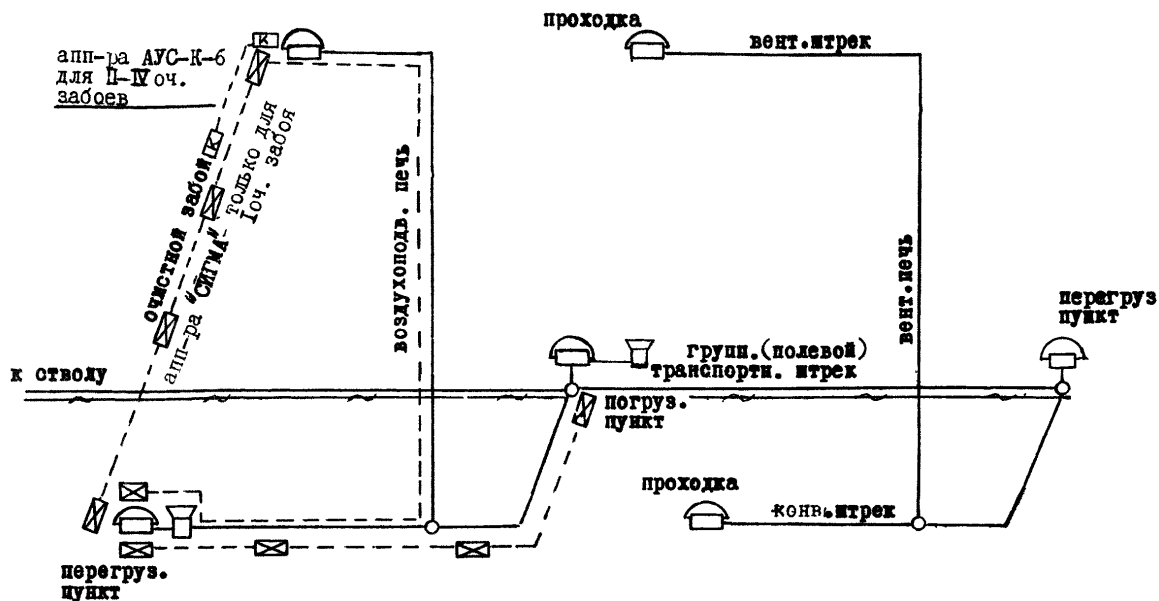 проходка
вент.штрек
К
апп-ра АУС-К-6
для II-IV оч.
забоев
К
очистной забой
апп-ра "СИГМА"- только для
I оч. забоя
воздухоподв. печь
вент.печь
перегруз
пункт
групп.(полевой)
транспортн. штрек
к стволу
погруз.
пункт
проходка
конв.штрек
перегруз.
пункт